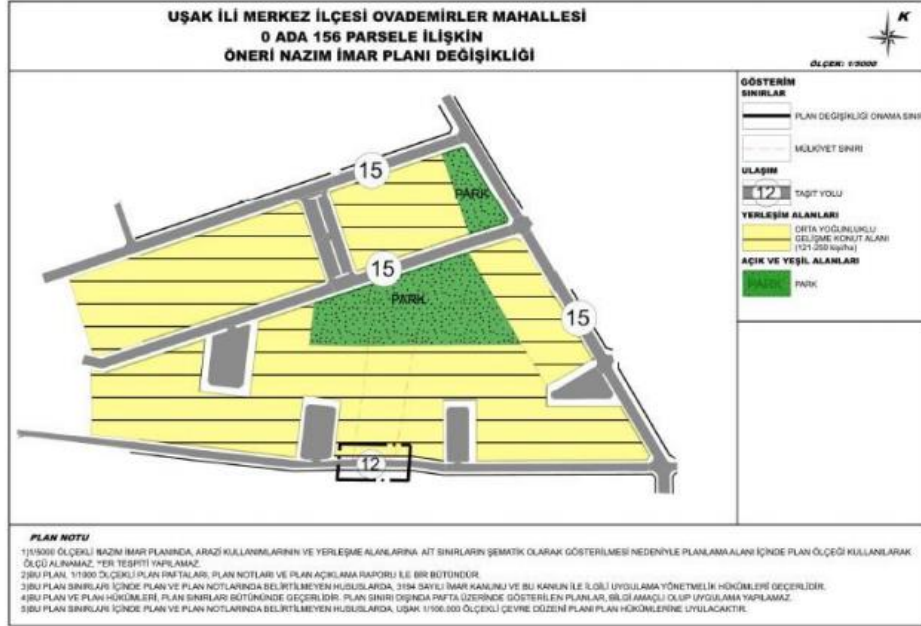 UŞAK İLİ MERKEZ İLÇESİ OVADEMİRLER MAHALLESİ
0 ADA 156 PARSELE İLİŞKİN
ÖNERİ NAZIM İMAR PLANI DEĞİŞİKLİĞİ
K
ÖLÇEK: 1/5000
GÖSTERİM
SINIRLAR
PLAN DEĞİŞİKLİĞİ ONAMA SINI
MÜLKİYET SINIRI
ULAŞIM
12 TAŞIT YOLU
YERLEŞİM ALANLARI
ORTA YOĞUNLUKLU
GELİŞME KONUT ALANI
(121-250 kişi/ha)
AÇIK VE YEŞİL ALANLARI
PARK PARK
15
PARK
15
PARK
15
12
PLAN NOTU
1)1/5000 ÖLÇEKLİ NAZIM İMAR PLANINDA, ARAZİ KULLANIMLARININ VE YERLEŞME ALANLARINA AİT SINIRLARIN ŞEMATİK OLARAK GÖSTERİLMESİ NEDENİYLE PLANLAMA ALANI İÇİNDE PLAN ÖLÇEĞİ KULLANILARAK
ÖLÇÜ ALINAMAZ, YER TESPİTİ YAPILAMAZ.
2)BU PLAN, 1/1000 ÖLÇEKLİ PLAN PAFTALARI, PLAN NOTLARI VE PLAN AÇIKLAMA RAPORU İLE BİR BÜTÜNDÜR.
3)BU PLAN SINIRLARI İÇİNDE PLAN VE PLAN NOTLARINDA BELİRTİLMEYEN HUSUSLARDA, 3194 SAYILI İMAR KANUNU VE BU KANUN İLE İLGİLİ UYGULAMA YÖNETMELİK HÜKÜMLERİ GEÇERLİDİR.
4)BU PLAN VE PLAN HÜKÜMLERİ, PLAN SINIRLARI BÜTÜNÜNDE GEÇERLİDİR. PLAN SINIRI DIŞINDA PAFTA ÜZERİNDE GÖSTERİLEN PLANLAR, BİLGİ AMAÇLI OLUP UYGULAMA YAPILAMAZ.
5)BU PLAN SINIRLARI İÇİNDE PLAN VE PLAN NOTLARINDA BELİRTİLMEYEN HUSUSLARDA, UŞAK 1/100.000 ÖLÇEKLİ ÇEVRE DÜZENİ PLANI PLAN HÜKÜMLERİNE UYULACAKTIR.